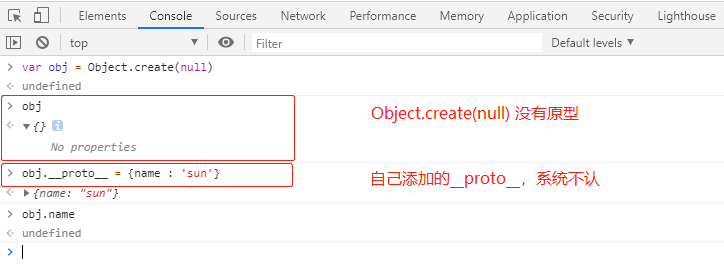 Elements Console Sources Network Performance Memory Application Security Lighthouse
top Filter Default levels
var obj = Object.create(null)
undefined
obj
{} i
No properties
Object.create(null) 没有原型
obj.__proto__ = {name : 'sun'}
{name: "sun"}
自己添加的__proto__，系统不认
obj.name
undefined